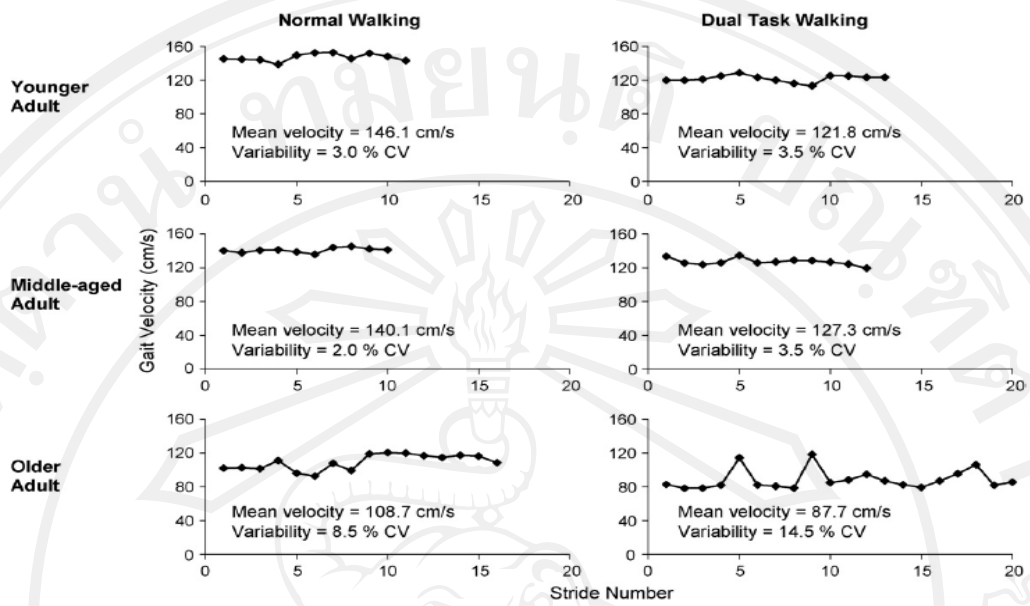 Normal Walking
Dual Task Walking
Younger
Adult
160
120
80
40
0
Mean velocity = 146.1 cm/s
Variability = 3.0 % CV
0 5 10 15 20
160
120
80
40
0
Mean velocity = 121.8 cm/s
Variability = 3.5 % CV
0 5 10 15 20
Gait Velocity (cm/s)
Middle-aged
Adult
160
120
80
40
0
Mean velocity = 140.1 cm/s
Variability = 2.0 % CV
0 5 10 15 20
160
120
80
40
0
Mean velocity = 127.3 cm/s
Variability = 3.5 % CV
0 5 10 15 20
Older
Adult
160
120
80
40
0
Mean velocity = 108.7 cm/s
Variability = 8.5 % CV
0 5 10 15 20
160
120
80
40
0
Mean velocity = 87.7 cm/s
Variability = 14.5 % CV
0 5 10 15 20
Stride Number